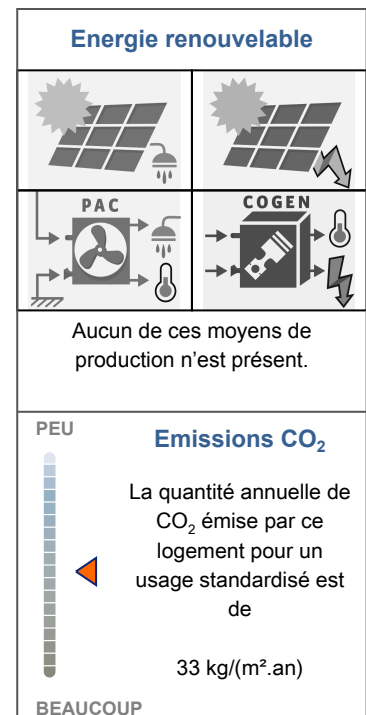 Energie renouvelable
PAC
COGEN
Aucun de ces moyens de
production n'est présent.
PEU
Emissions CO₂
La quantité annuelle de
CO₂ émise par ce
logement pour un
usage standardisé est
de
33 kg/(m².an)
BEAUCOUP